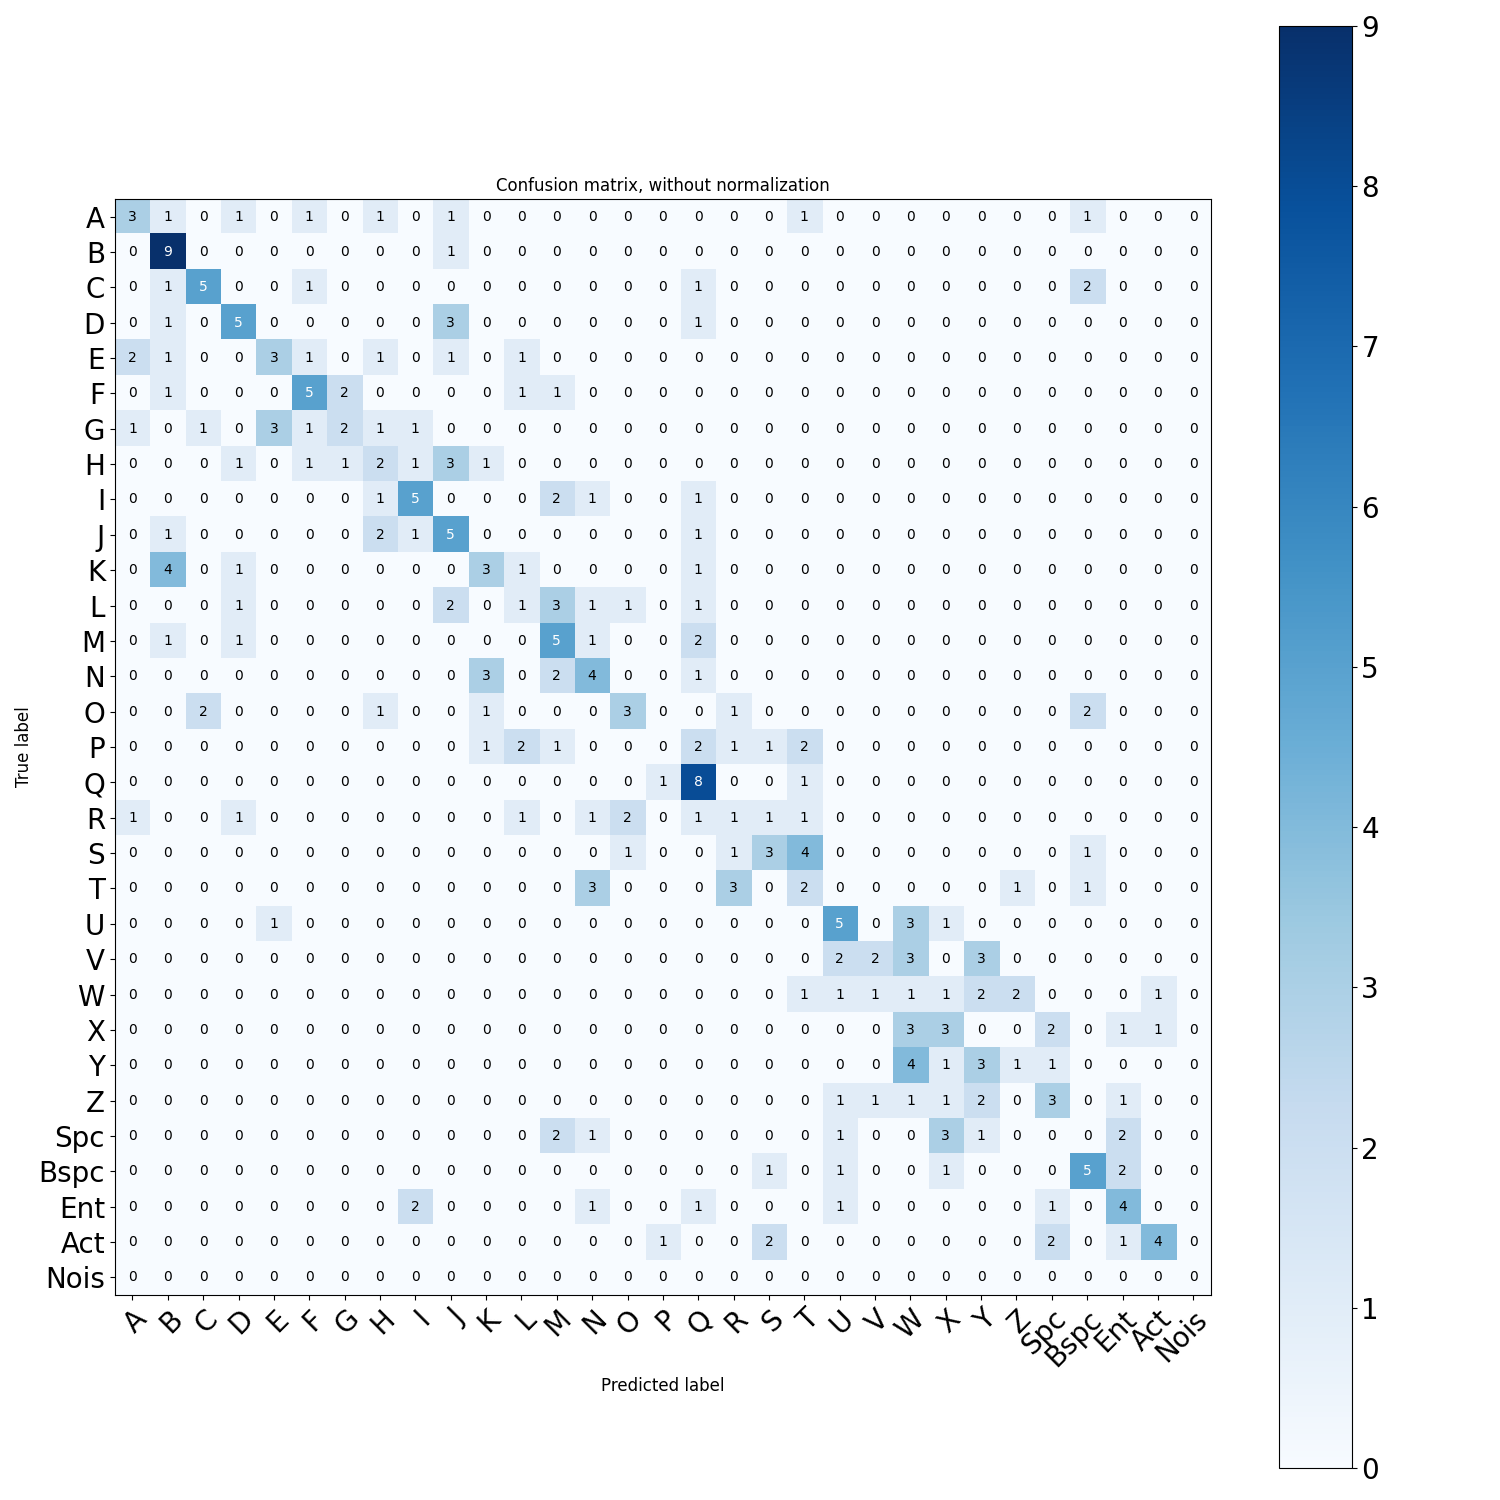 Confusion matrix, without normalization
A 3 1 0 1 0 1 0 1 0 1 0 0 0 0 0 0 0 0 0 1 0 0 0 0 0 0 0 1 0 0 0
B 0 9 0 0 0 0 0 0 0 1 0 0 0 0 0 0 0 0 0 0 0 0 0 0 0 0 0 0 0 0 0
C 0 1 5 0 0 1 0 0 0 0 0 0 0 0 0 0 1 0 0 0 0 0 0 0 0 0 0 2 0 0 0
D 0 1 0 5 0 0 0 0 0 3 0 0 0 0 0 0 1 0 0 0 0 0 0 0 0 0 0 0 0 0 0
E 2 1 0 0 3 1 0 1 0 1 0 1 0 0 0 0 0 0 0 0 0 0 0 0 0 0 0 0 0 0 0
F 0 1 0 0 0 5 2 0 0 0 0 1 1 0 0 0 0 0 0 0 0 0 0 0 0 0 0 0 0 0 0
G 1 0 1 0 3 1 2 1 1 0 0 0 0 0 0 0 0 0 0 0 0 0 0 0 0 0 0 0 0 0 0
H 0 0 0 1 0 1 1 2 1 3 1 0 0 0 0 0 0 0 0 0 0 0 0 0 0 0 0 0 0 0 0
I 0 0 0 0 0 0 0 1 5 0 0 0 2 1 0 0 1 0 0 0 0 0 0 0 0 0 0 0 0 0 0
J 0 1 0 0 0 0 0 2 1 5 0 0 0 0 0 0 1 0 0 0 0 0 0 0 0 0 0 0 0 0 0
K 0 4 0 1 0 0 0 0 0 0 3 1 0 0 0 0 1 0 0 0 0 0 0 0 0 0 0 0 0 0 0
L 0 0 0 1 0 0 0 0 0 2 0 1 3 1 1 0 1 0 0 0 0 0 0 0 0 0 0 0 0 0 0
M 0 1 0 1 0 0 0 0 0 0 0 0 5 1 0 0 2 0 0 0 0 0 0 0 0 0 0 0 0 0 0
N 0 0 0 0 0 0 0 0 0 0 3 0 2 4 0 0 1 0 0 0 0 0 0 0 0 0 0 0 0 0 0
O 0 0 2 0 0 0 0 1 0 0 1 0 0 0 3 0 0 1 0 0 0 0 0 0 0 0 0 2 0 0 0
P 0 0 0 0 0 0 0 0 0 0 1 2 1 0 0 0 2 1 1 2 0 0 0 0 0 0 0 0 0 0 0
Q 0 0 0 0 0 0 0 0 0 0 0 0 0 0 0 1 8 0 0 1 0 0 0 0 0 0 0 0 0 0 0
R 1 0 0 1 0 0 0 0 0 0 0 1 0 1 2 0 1 1 1 1 0 0 0 0 0 0 0 0 0 0 0
S 0 0 0 0 0 0 0 0 0 0 0 0 0 0 1 0 0 1 3 4 0 0 0 0 0 0 0 1 0 0 0
T 0 0 0 0 0 0 0 0 0 0 0 0 0 3 0 0 0 3 0 2 0 0 0 0 0 1 0 1 0 0 0
U 0 0 0 0 1 0 0 0 0 0 0 0 0 0 0 0 0 0 0 0 5 0 3 1 0 0 0 0 0 0 0
V 0 0 0 0 0 0 0 0 0 0 0 0 0 0 0 0 0 0 0 0 2 2 3 0 3 0 0 0 0 0 0
W 0 0 0 0 0 0 0 0 0 0 0 0 0 0 0 0 0 0 0 1 1 1 1 1 2 2 0 0 0 1 0
X 0 0 0 0 0 0 0 0 0 0 0 0 0 0 0 0 0 0 0 0 0 0 3 3 0 0 2 0 1 1 0
Y 0 0 0 0 0 0 0 0 0 0 0 0 0 0 0 0 0 0 0 0 0 0 4 1 3 1 1 0 0 0 0
Z 0 0 0 0 0 0 0 0 0 0 0 0 0 0 0 0 0 0 0 0 1 1 1 1 2 0 3 0 1 0 0
Spc 0 0 0 0 0 0 0 0 0 0 0 0 2 1 0 0 0 0 0 0 1 0 0 3 1 0 0 0 2 0 0
Bspc 0 0 0 0 0 0 0 0 0 0 0 0 0 0 0 0 0 0 1 0 1 0 0 1 0 0 0 5 2 0 0
Ent 0 0 0 0 0 0 0 0 2 0 0 0 0 1 0 0 1 0 0 0 1 0 0 0 0 0 1 0 4 0 0
Act 0 0 0 0 0 0 0 0 0 0 0 0 0 0 0 1 0 0 2 0 0 0 0 0 0 0 2 0 1 4 0
Nois 0 0 0 0 0 0 0 0 0 0 0 0 0 0 0 0 0 0 0 0 0 0 0 0 0 0 0 0 0 0 0
A B C D E F G H I J K L M N O P Q R S T U V W X Y Z Spc Bspc Ent Act Nois
Predicted label
True label
9
8
7
6
5
4
3
2
1
0